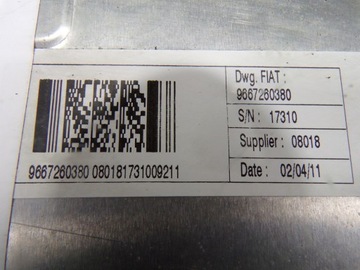 Dwg. FIAT :
9667260380
S/N : 17310
Supplier : 08018
Date : 02/04/11
9667260380 080181731009211